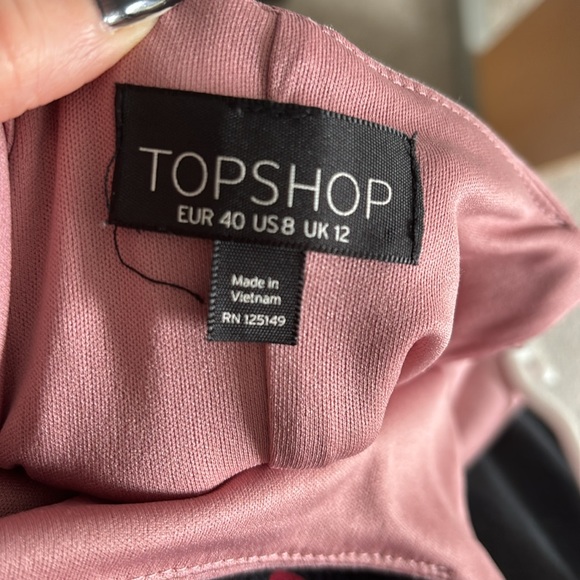 TOPSHOP
EUR 40 US 8 UK 12
Made in
Vietnam
RN 125149